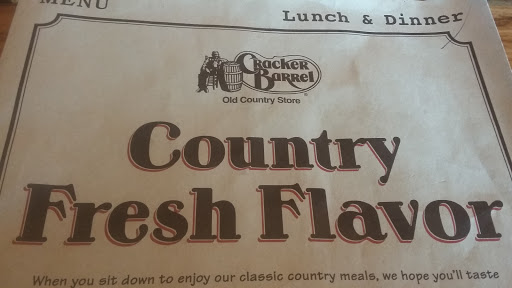 MENU
Lunch & Dinner
Cracker
Barrel
Old Country Store
Country
Fresh Flavor
When you sit down to enjoy our classic country meals, we hope you'll taste